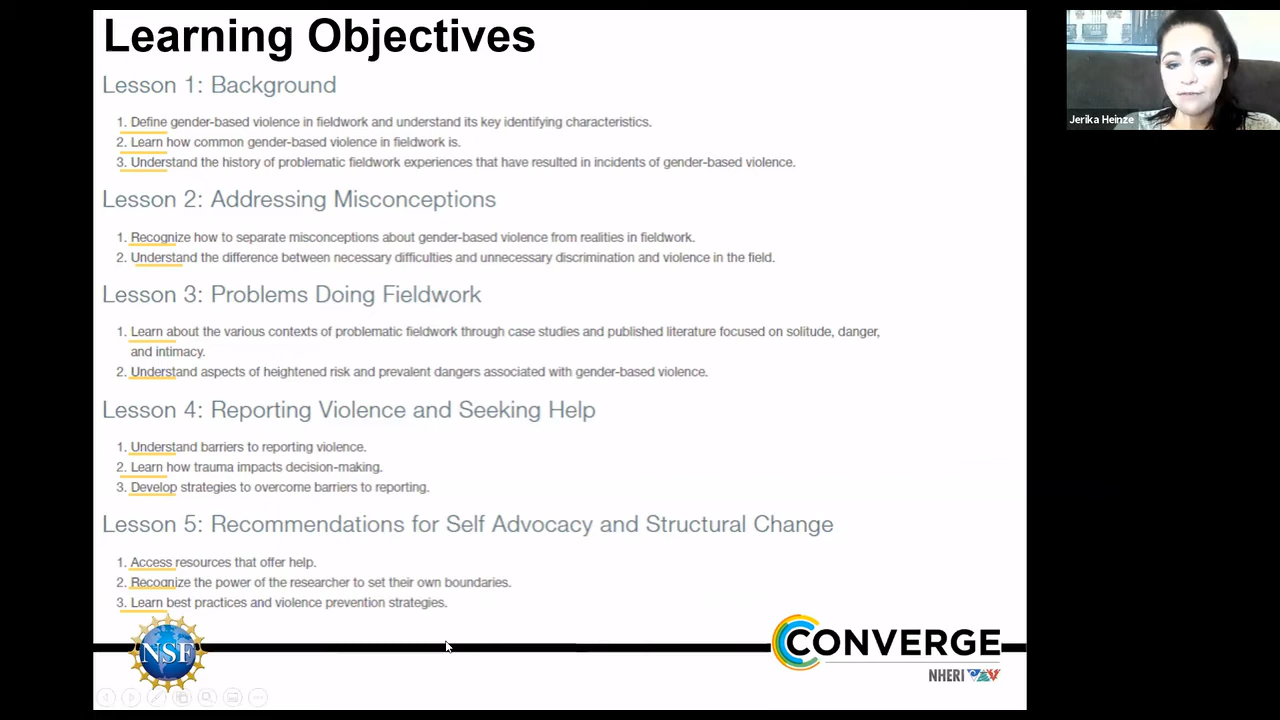 Learning Objectives
Jerika Heinze
Lesson 1: Background
1. Define gender-based violence in fieldwork and understand its key identifying characteristics.
2. Learn how common gender-based violence in fieldwork is.
3. Understand the history of problematic fieldwork experiences that have resulted in incidents of gender-based violence.
Lesson 2: Addressing Misconceptions
1. Recognize how to separate misconceptions about gender-based violence from realities in fieldwork.
2. Understand the difference between necessary difficulties and unnecessary discrimination and violence in the field.
Lesson 3: Problems Doing Fieldwork
1. Learn about the various contexts of problematic fieldwork through case studies and published literature focused on solitude, danger,
and intimacy.
2. Understand aspects of heightened risk and prevalent dangers associated with gender-based violence.
Lesson 4: Reporting Violence and Seeking Help
1. Understand barriers to reporting violence.
2. Learn how trauma impacts decision-making.
3. Develop strategies to overcome barriers to reporting.
Lesson 5: Recommendations for Self Advocacy and Structural Change
1. Access resources that offer help.
2. Recognize the power of the researcher to set their own boundaries.
3. Learn best practices and violence prevention strategies.
NSF
CONVERGE
NHERI